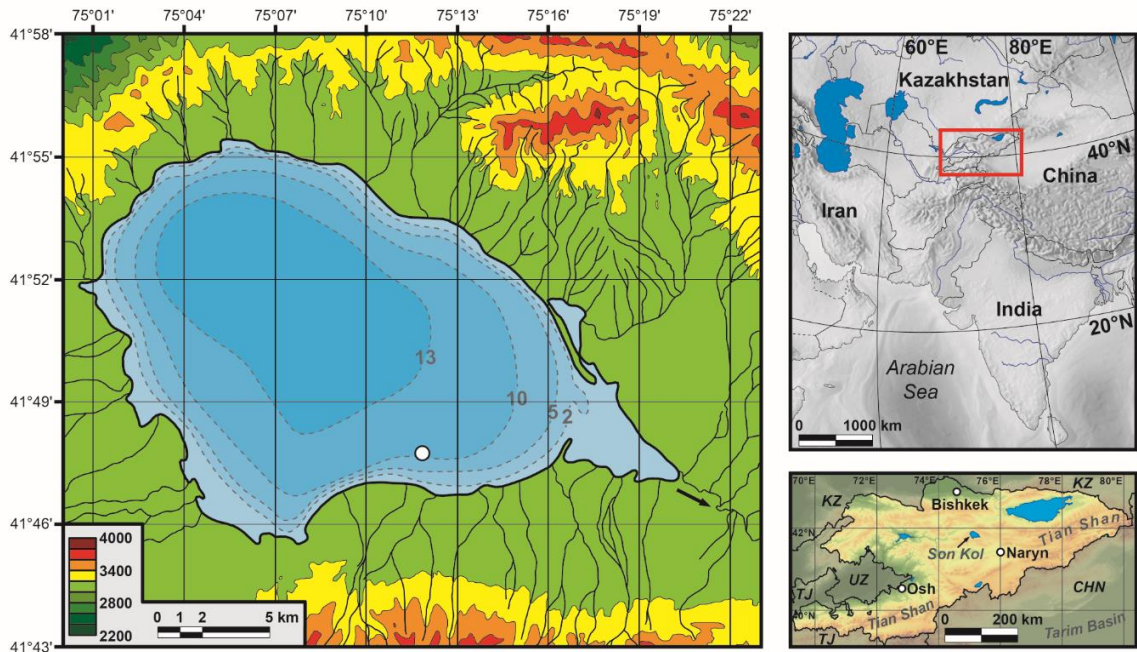 75°01' 75°04' 75°07' 75°10' 75°13' 75°16' 75°19' 75°22'
41°58'
41°55'
41°52'
41°49'
41°46'
41°43'
13
10
5
2
4000
3400
2800
2200
0 1 2 5 km
60°E 80°E
Kazakhstan
40°N
China
Iran
India
20°N
Arabian
Sea
0 1000 km
70°E 72° 74° 76° 78° 80°E
KZ KZ
Bishkek
42°N
Tian Shan
Son Kol
Naryn
UZ
Osh
CHN
TJ
40°N
Tian Shan
0 200 km
Tarim Basin
TJ